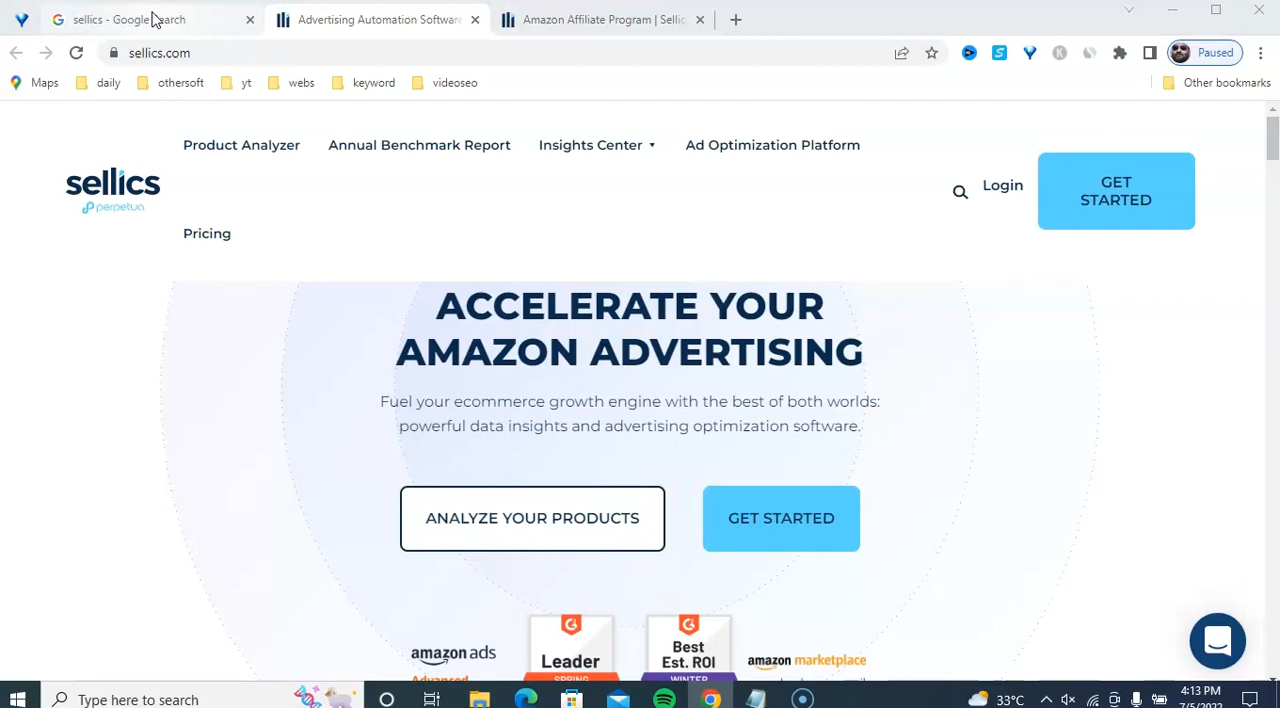 sellics - Google Search
Advertising Automation Software
Amazon Affiliate Program | Sellic
sellics.com
Paused
Maps
daily
othersoft
yt
webs
keyword
videoseo
Other bookmarks
Product Analyzer
Annual Benchmark Report
Insights Center
Ad Optimization Platform
sellics
perpetua
Login
GET
STARTED
Pricing
ACCELERATE YOUR
AMAZON ADVERTISING
Fuel your ecommerce growth engine with the best of both worlds:
powerful data insights and advertising optimization software.
ANALYZE YOUR PRODUCTS
GET STARTED
amazon ads
Advanced
Leader
SPRING
Best
Est. ROI
WINTER
amazon marketplace
Type here to search
33°C
4:13 PM
7/5/2022